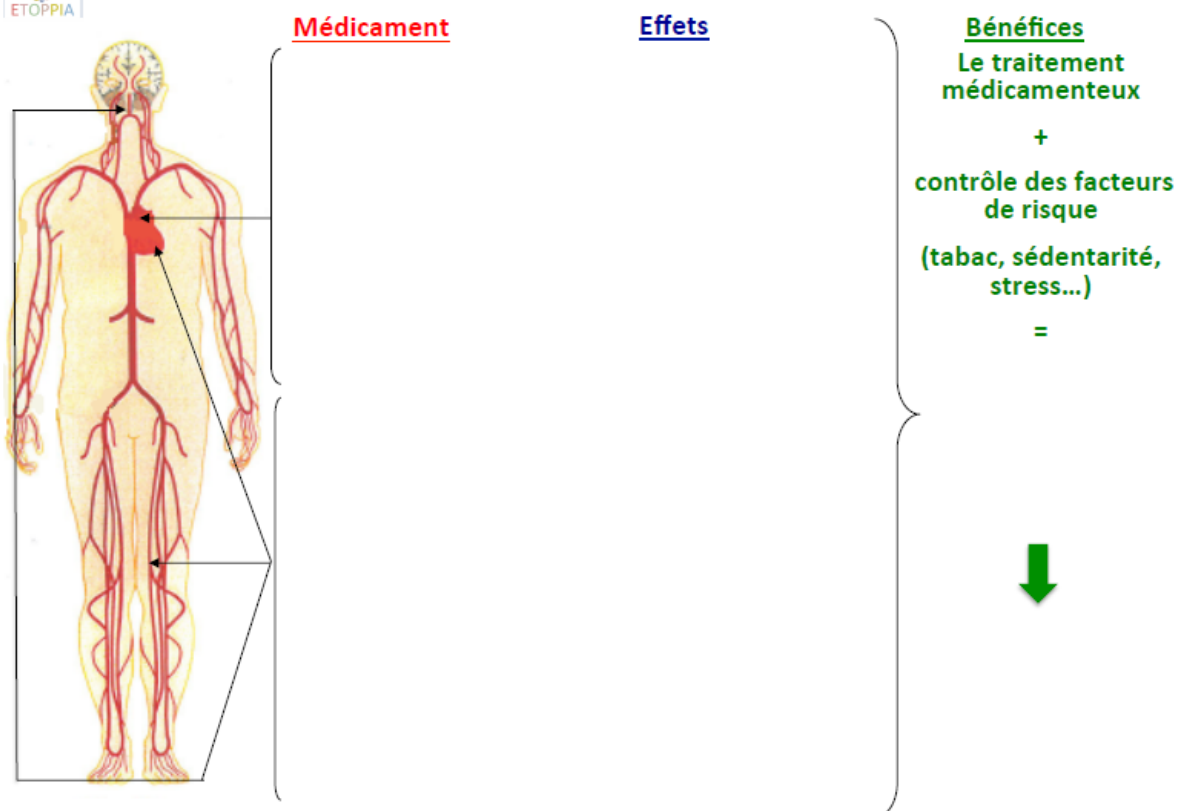 ETOPPIA
Médicament
Effets
Bénéfices
Le traitement
médicamenteux
+
contrôle des facteurs
de risque
(tabac, sédentarité,
stress...)
=